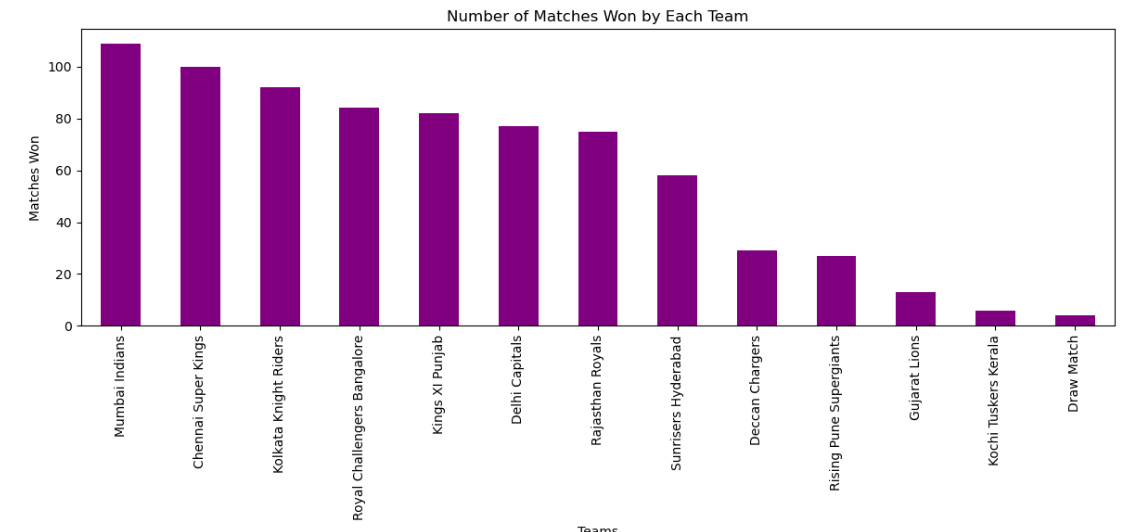 Number of Matches Won by Each Team
Matches Won
100
80
60
40
20
0
Mumbai Indians
Chennai Super Kings
Kolkata Knight Riders
Royal Challengers Bangalore
Kings XI Punjab
Delhi Capitals
Rajasthan Royals
Sunrisers Hyderabad
Deccan Chargers
Rising Pune Supergiants
Gujarat Lions
Kochi Tuskers Kerala
Draw Match
Teams